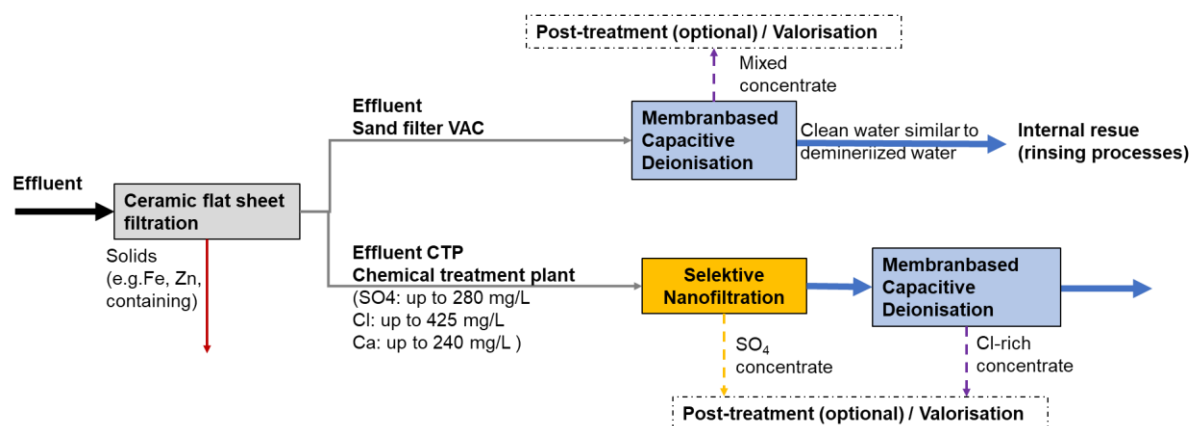 Post-treatment (optional) / Valorisation
Mixed
concentrate
Effluent
Sand filter VAC
Membranbased
Capacitive
Deionisation
Clean water similar to
demineriized water
Internal resue
(rinsing processes)
Effluent
Ceramic flat sheet
filtration
Solids
(e.g.Fe, Zn,
containing)
Effluent CTP
Chemical treatment plant
(SO4: up to 280 mg/L
Cl: up to 425 mg/L
Ca: up to 240 mg/L )
Selektive
Nanofiltration
Membranbased
Capacitive
Deionisation
SO₄
concentrate
Cl-rich
concentrate
Post-treatment (optional) / Valorisation